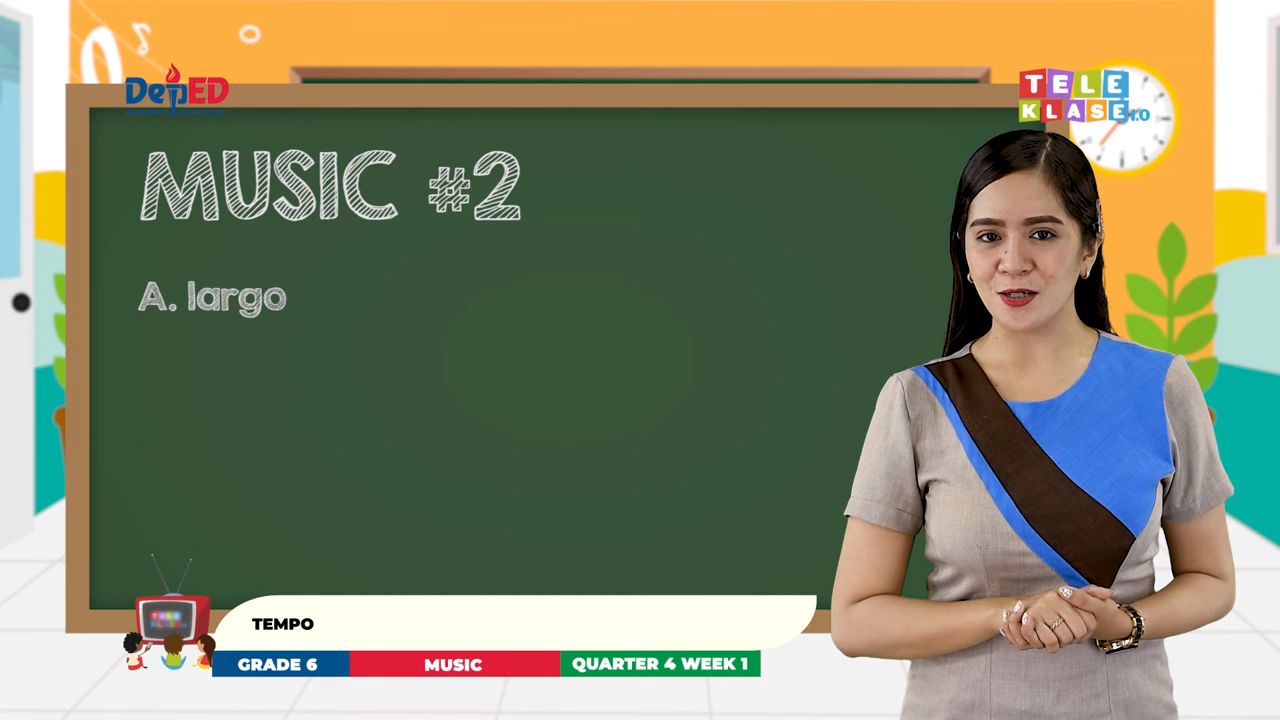 DepED
TELE
KLASE 1.0
MUSIC #2
A. largo
TEMPO
GRADE 6
MUSIC
QUARTER 4 WEEK 1